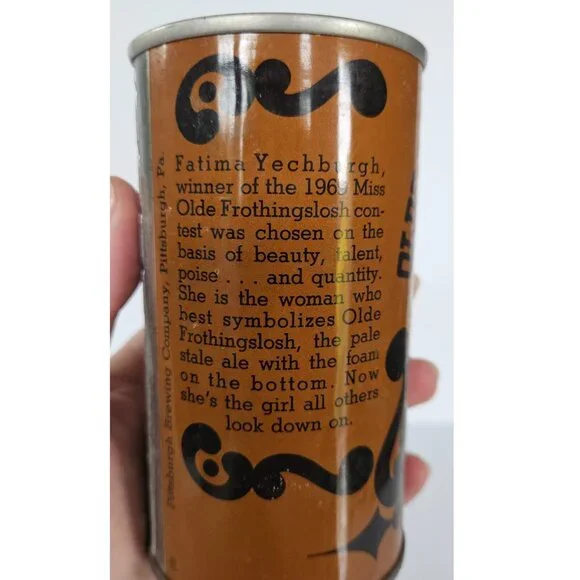 Fatima Yechburgh,
winner of the 1969 Miss
Olde Frothingslosh con-
test was chosen on the
basis of beauty, talent,
poise . . . and quantity.
She is the woman who
best symbolizes Olde
Frothingslosh, the pale
stale ale with the foam
on the bottom. Now
she's the girl all others
look down on.
Pittsburgh Brewing Company, Pittsburgh, Pa.